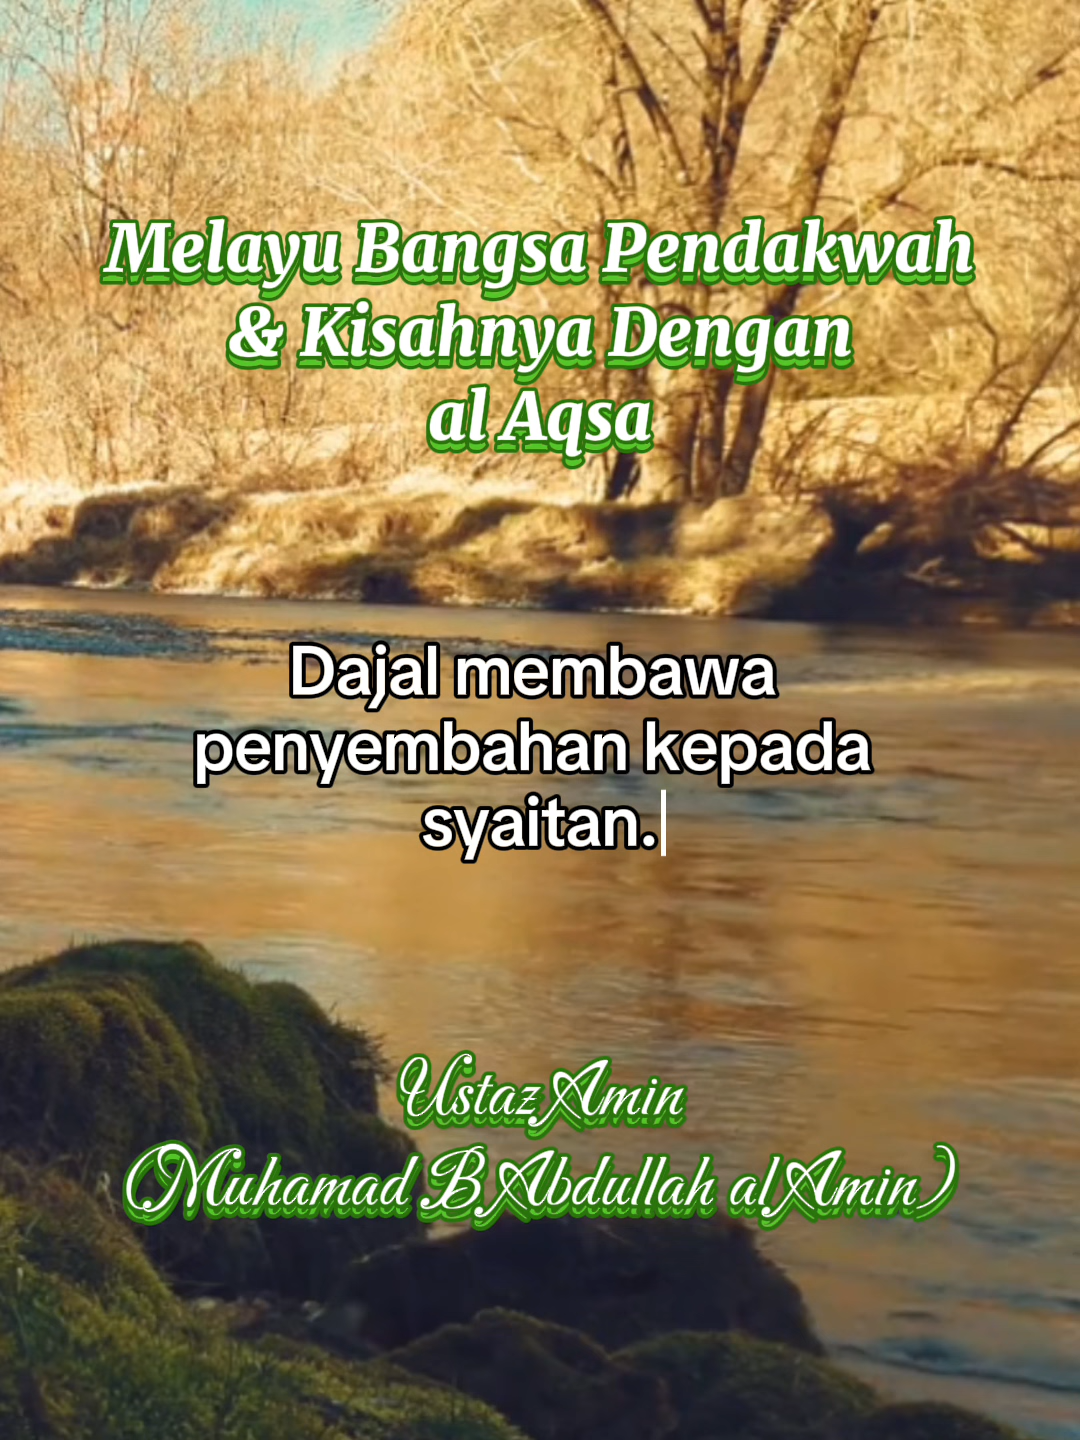 Melayu Bangsa Pendakwah
& Kisahnya Dengan
al Aqsa
Dajal membawa
penyembahan kepada
syaitan.
Ustaz Amin
(Muhamad B Abdullah al Amin)